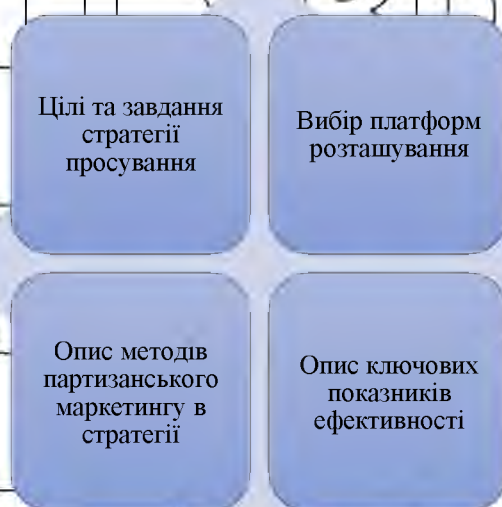 Цілі та завдання
стратегії
просування
Вибір платформ
розташування
Опис методів
партизанського
маркетингу в
стратегії
Опис ключових
показників
ефективності